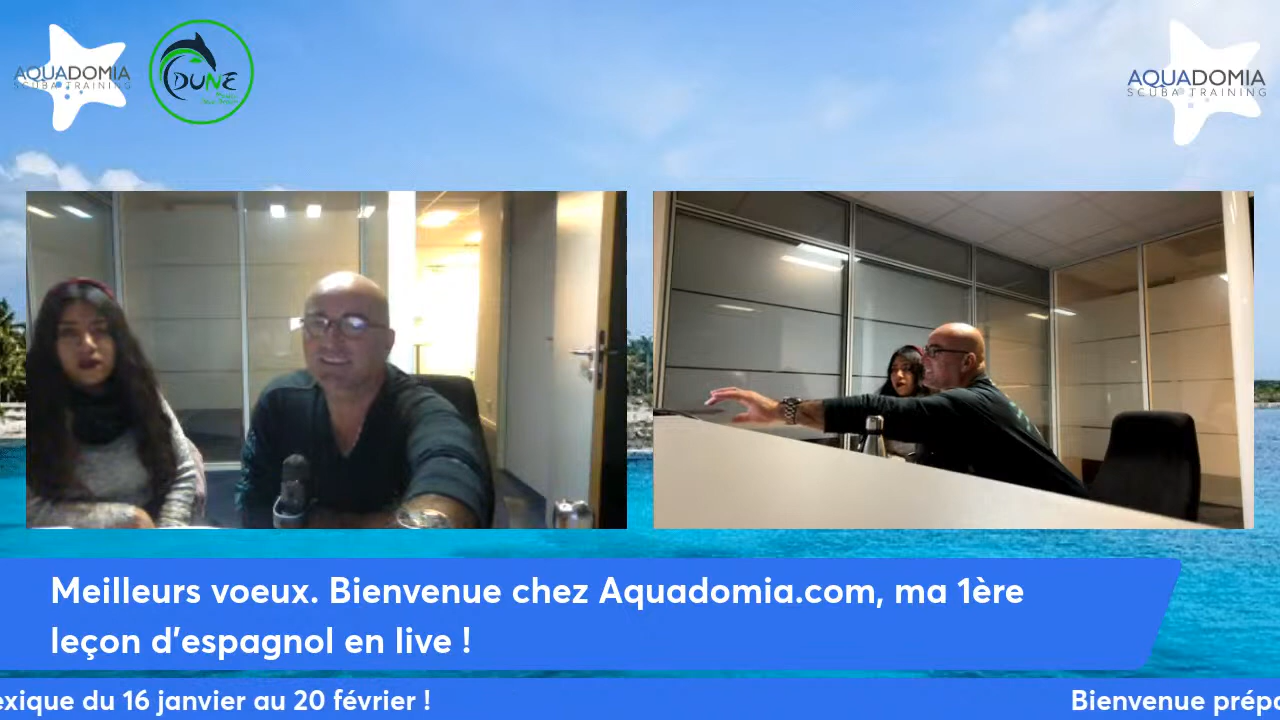 AQUADOMIA
SCUBA TRAINING
DUNE
AQUADOMIA
SCUBA TRAINING
Meilleurs voeux. Bienvenue chez Aquadomia.com, ma 1ère
leçon d'espagnol en live !
exique du 16 janvier au 20 février ! Bienvenue prépa